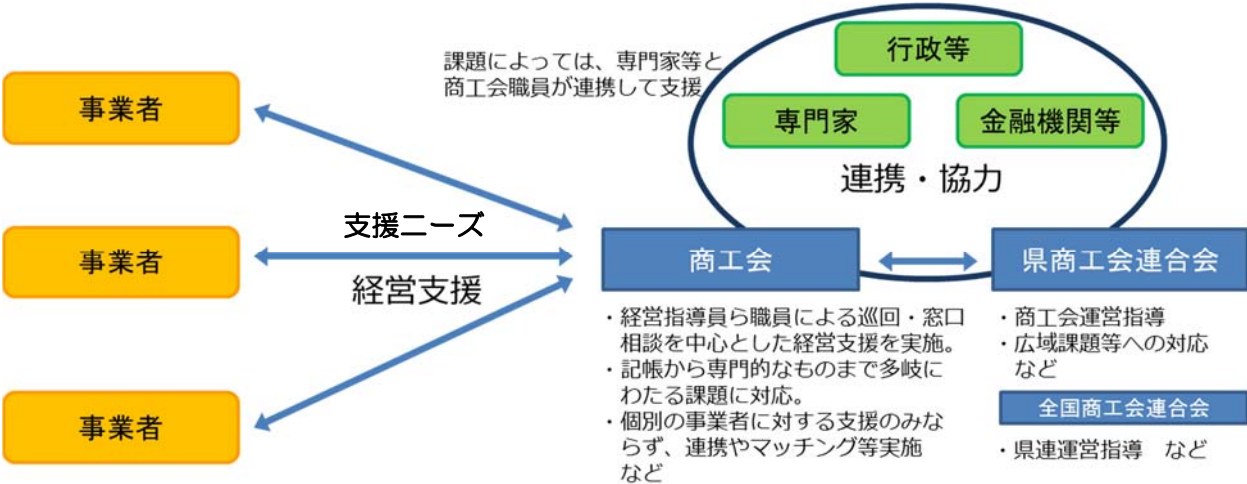 課題によっては、専門家等と
商工会職員が連携して支援
行政等
専門家
金融機関等
連携・協力
事業者
事業者
事業者
支援ニーズ
経営支援
商工会
県商工会連合会
・経営指導員ら職員による巡回・窓口
相談を中心とした経営支援を実施。
・記帳から専門的なものまで多岐に
わたる課題に対応。
・個別の事業者に対する支援のみな
らず、連携やマッチング等実施
など
・商工会運営指導
・広域課題等への対応
など
全国商工会連合会
・県連運営指導　など